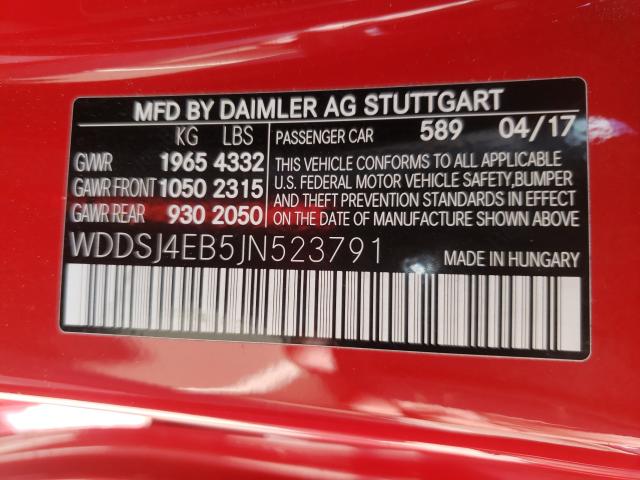 MFD BY DAIMLER AG STUTTGART
KG LBS PASSENGER CAR 589 04/17
GVWR 1965 4332 THIS VEHICLE CONFORMS TO ALL APPLICABLE
GAWR FRONT 1050 2315 U.S. FEDERAL MOTOR VEHICLE SAFETY,BUMPER
GAWR REAR 930 2050 AND THEFT PREVENTION STANDARDS IN EFFECT
ON THE DATE OF MANUFACTURE SHOWN ABOVE
WDDSJ4EB5JN523791 MADE IN HUNGARY